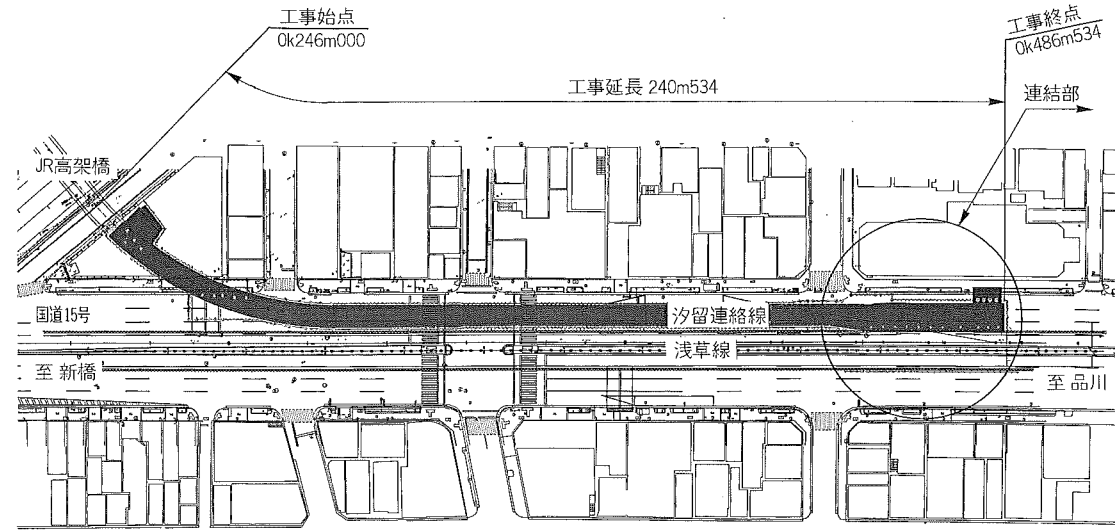 工事始点
0k246m000
工事終点
0k486m534
工事延長 240m534
連結部
JR高架橋
国道15号
汐留連絡線
浅草線
至 新橋
至 品川